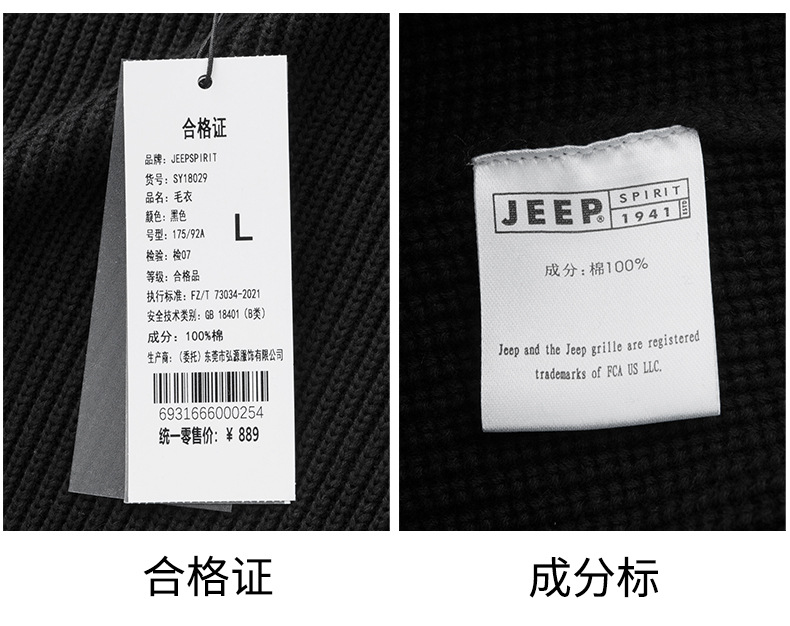 合格证
品牌: JEEPSPIRIT
货号: SY18029
品名: 毛衣
颜色: 黑色
号型: 175/92A
L
检验: 检07
等级: 合格品
执行标准: FZ/T 73034-2021
安全技术类别: GB 18401 (B类)
成分: 100%棉
生产商: (委托) 东莞市弘源服饰有限公司
6931666000254
统一零售价: ¥ 889
JEEP® SPIRIT
1941 ESTD
成分: 棉100%
Jeep and the Jeep grille are registered
trademarks of FCA US LLC.
合格证
成分标